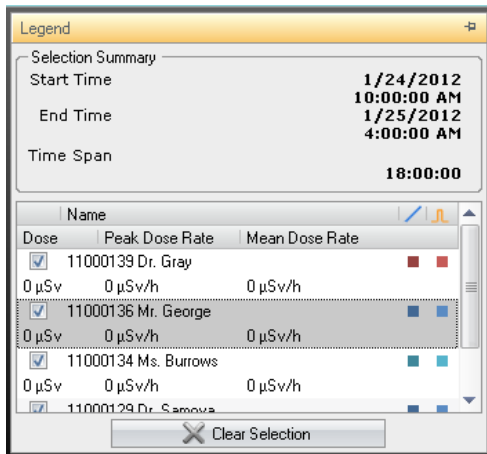 Legend
Selection Summary
Start Time 1/24/2012
10:00:00 AM
End Time 1/25/2012
4:00:00 AM
Time Span
18:00:00
Name
Dose Peak Dose Rate Mean Dose Rate
11000139 Dr. Gray
0 µSv 0 µSv/h 0 µSv/h
11000136 Mr. George
0 µSv 0 µSv/h 0 µSv/h
11000134 Ms. Burrows
0 µSv 0 µSv/h 0 µSv/h
11000129 Dr. Samova
Clear Selection